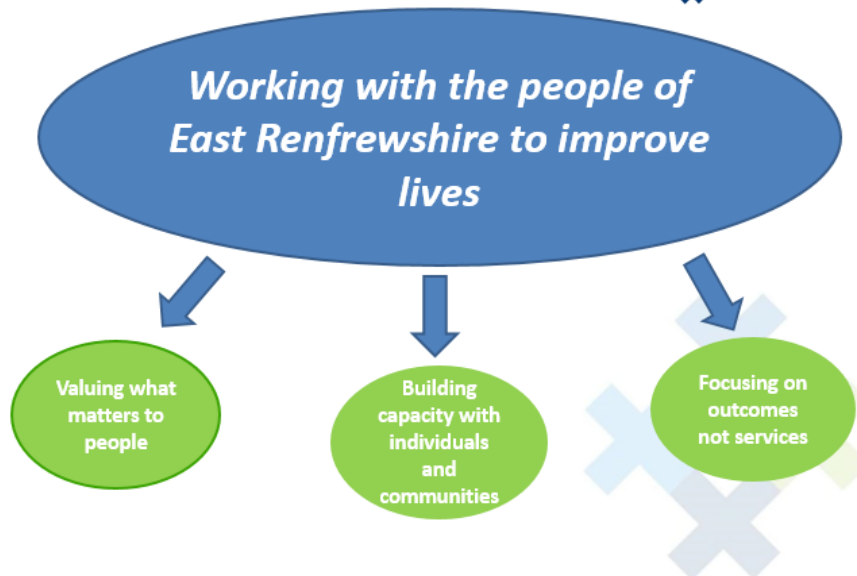 Working with the people of
East Renfrewshire to improve
lives
Valuing what
matters to
people
Building
capacity with
individuals
and
communities
Focusing on
outcomes
not services